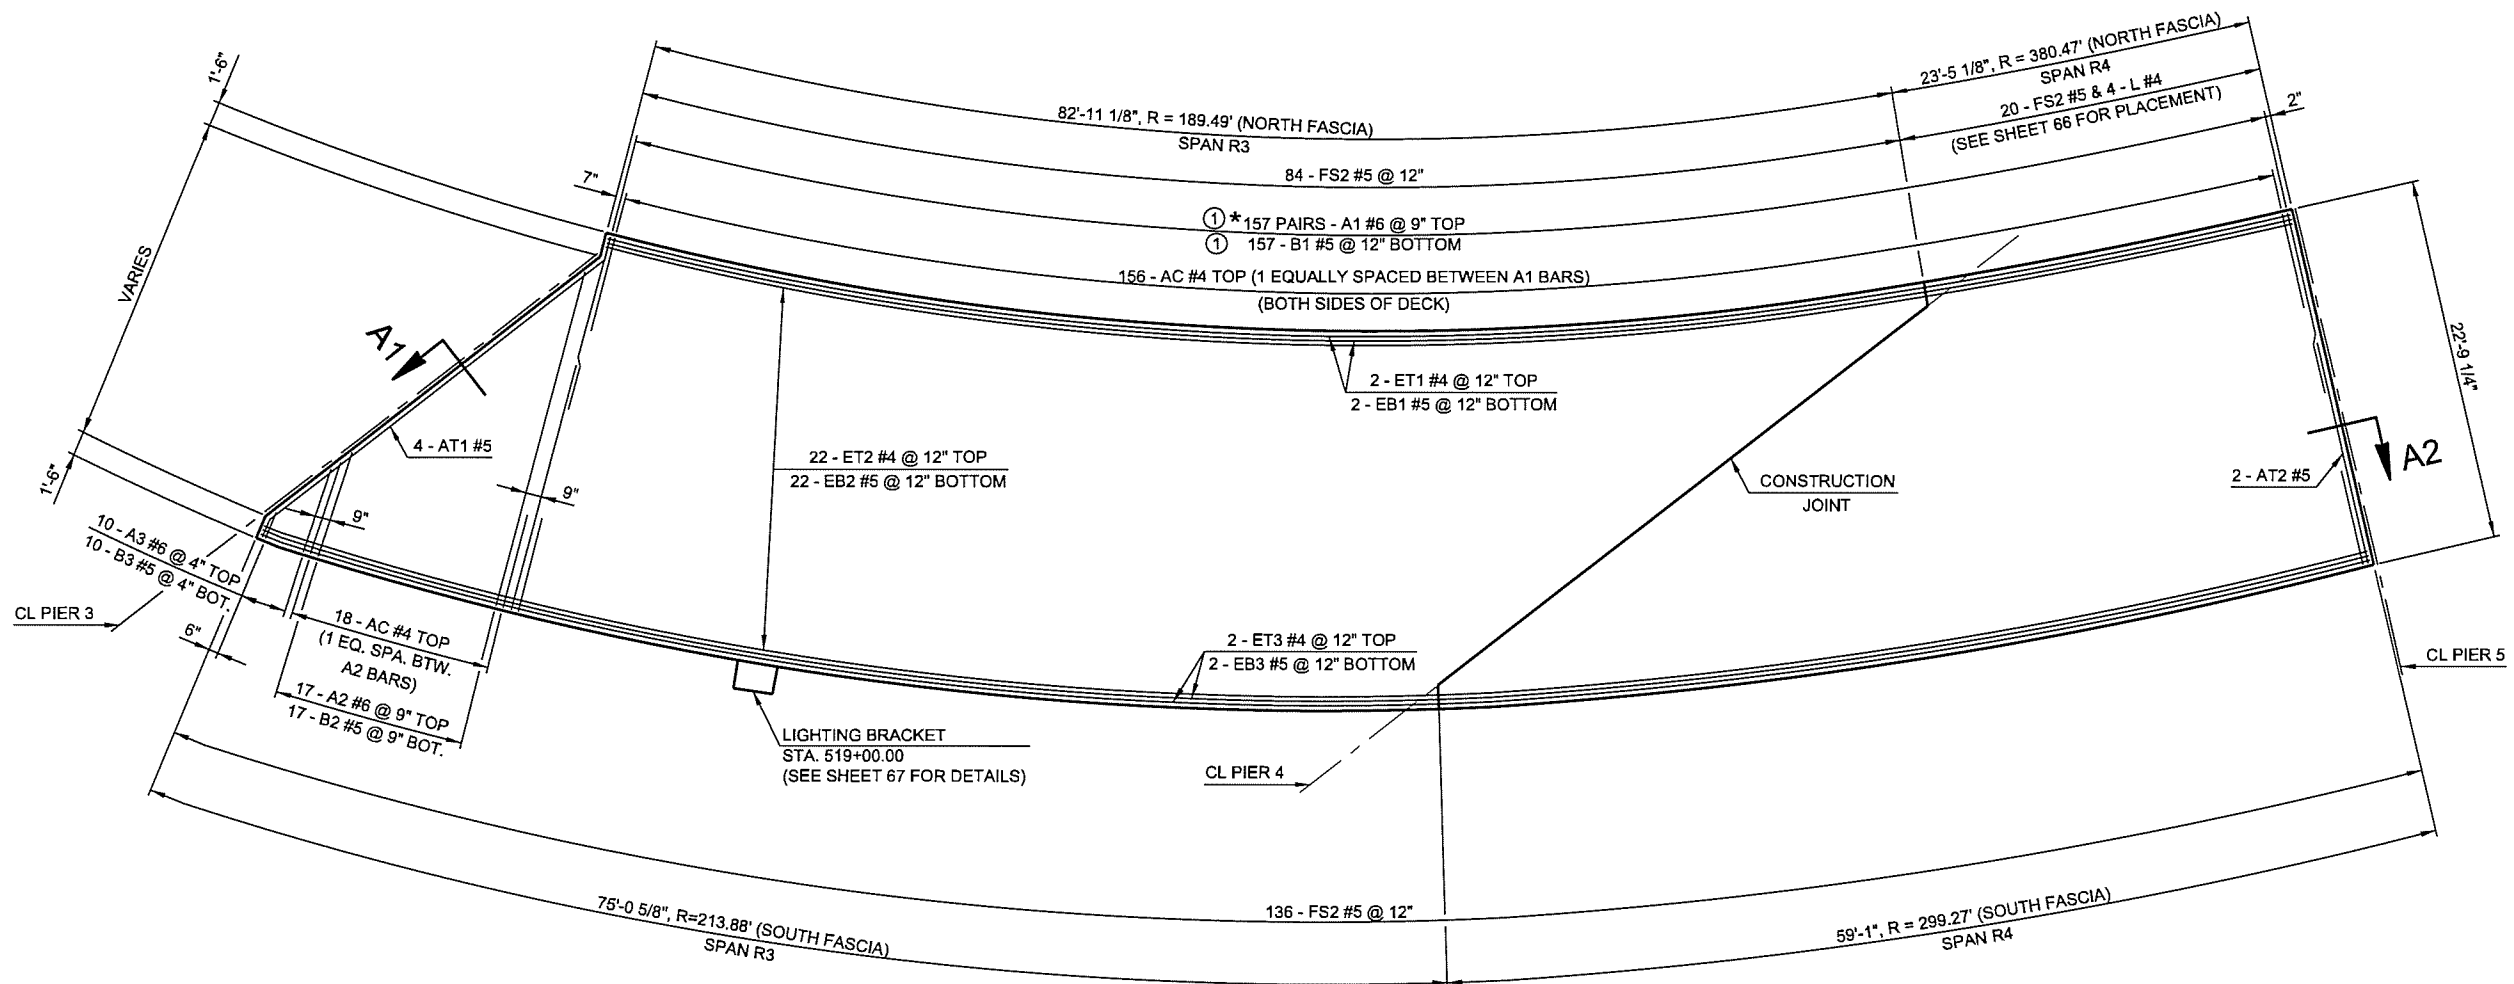 23'-5 1/8", R = 380.47' (NORTH FASCIA)
SPAN R4
20 - FS2 #5 & 4 - L #4
(SEE SHEET 66 FOR PLACEMENT)
2"
1'-6"
82'-11 1/8", R = 189.49' (NORTH FASCIA)
SPAN R3
84 - FS2 #5 @ 12"
7"
① * 157 PAIRS - A1 #6 @ 9" TOP
① 157 - B1 #5 @ 12" BOTTOM
156 - AC #4 TOP (1 EQUALLY SPACED BETWEEN A1 BARS)
(BOTH SIDES OF DECK)
VARIES
A1
22'-9 1/4"
2 - ET1 #4 @ 12" TOP
2 - EB1 #5 @ 12" BOTTOM
4 - AT1 #5
22 - ET2 #4 @ 12" TOP
22 - EB2 #5 @ 12" BOTTOM
9"
CONSTRUCTION
JOINT
2 - AT2 #5
A2
1'-6"
9"
10 - A3 #6 @ 4" TOP
10 - B3 #5 @ 4" BOT.
CL PIER 3
6"
18 - AC #4 TOP
(1 EQ. SPA. BTW.
A2 BARS)
17 - A2 #6 @ 9" TOP
17 - B2 #5 @ 9" BOT.
2 - ET3 #4 @ 12" TOP
2 - EB3 #5 @ 12" BOTTOM
CL PIER 5
LIGHTING BRACKET
STA. 519+00.00
(SEE SHEET 67 FOR DETAILS)
CL PIER 4
136 - FS2 #5 @ 12"
75'-0 5/8", R=213.88' (SOUTH FASCIA)
SPAN R3
59'-1", R = 299.27' (SOUTH FASCIA)
SPAN R4